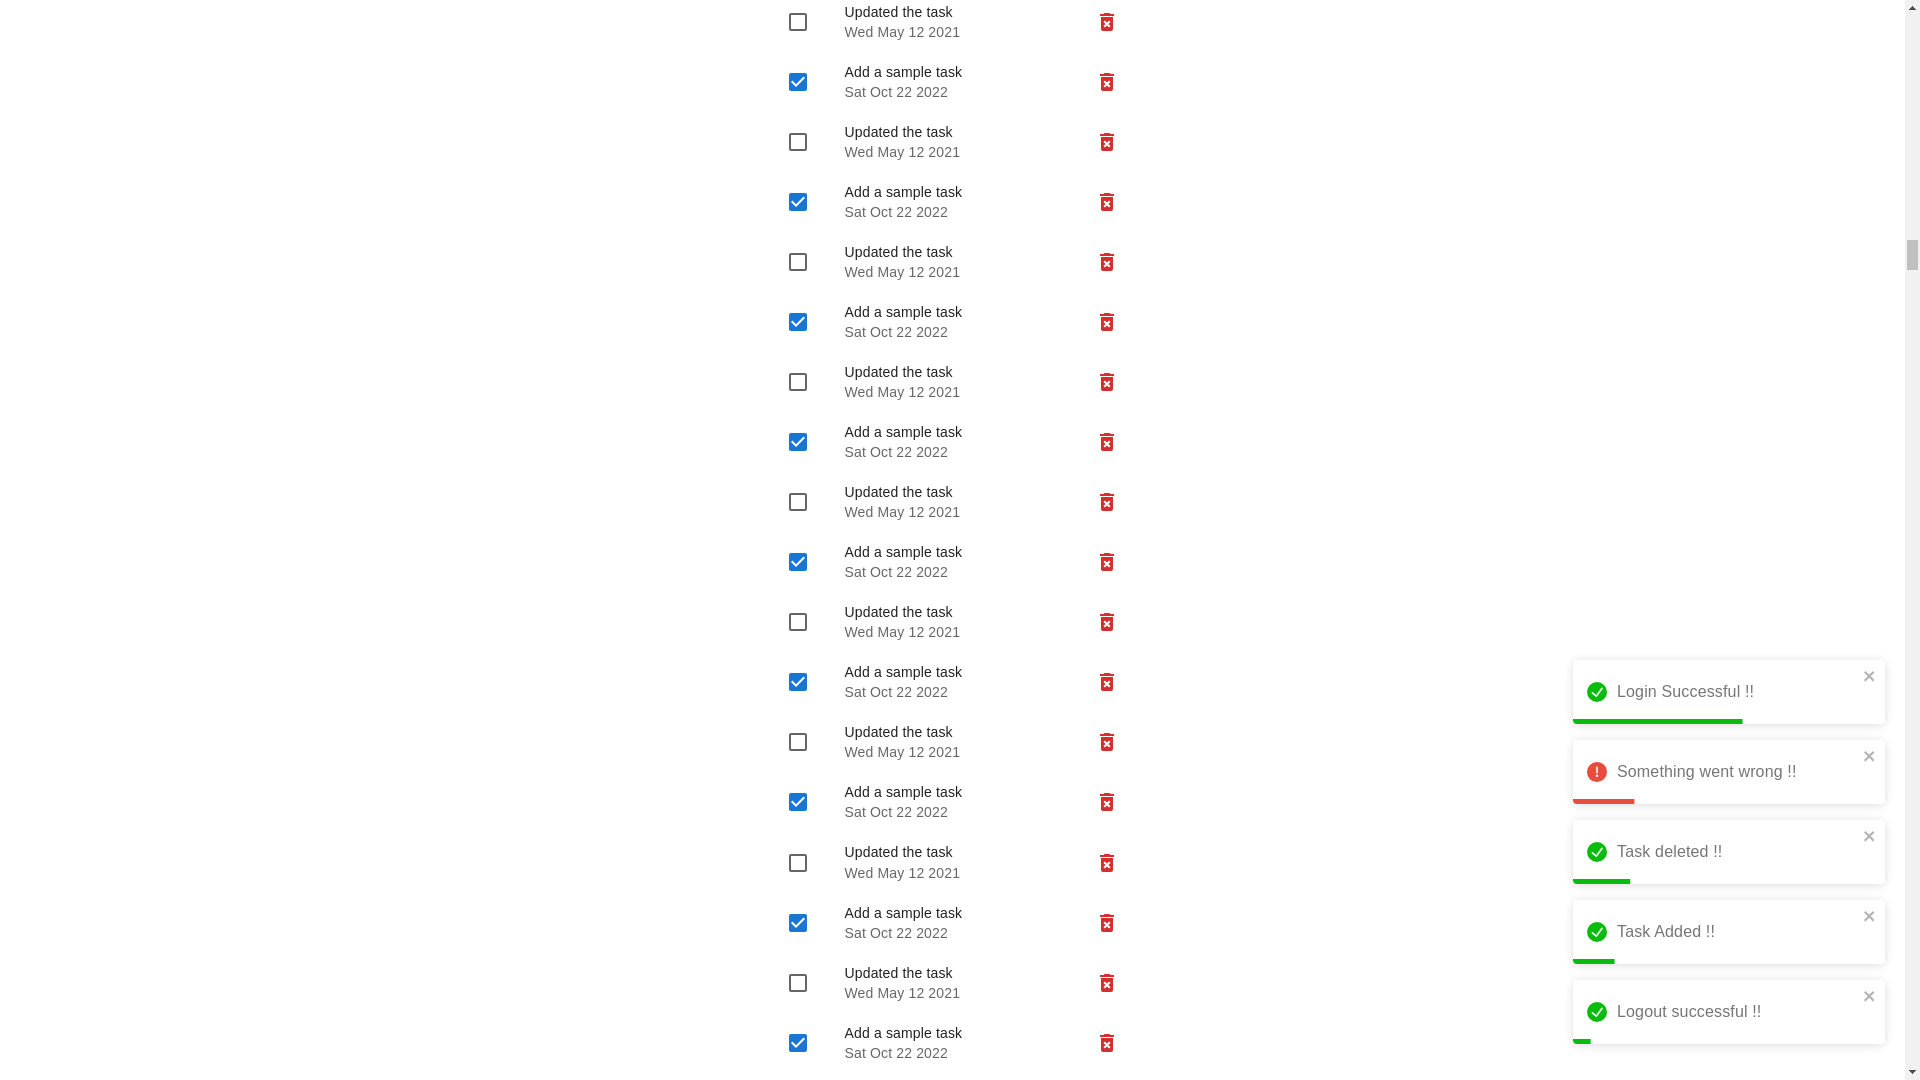 Updated the task
Wed May 12 2021
Add a sample task
Sat Oct 22 2022
Updated the task
Wed May 12 2021
Add a sample task
Sat Oct 22 2022
Updated the task
Wed May 12 2021
Add a sample task
Sat Oct 22 2022
Updated the task
Wed May 12 2021
Add a sample task
Sat Oct 22 2022
Updated the task
Wed May 12 2021
Add a sample task
Sat Oct 22 2022
Updated the task
Wed May 12 2021
Add a sample task
Sat Oct 22 2022
Updated the task
Wed May 12 2021
Add a sample task
Sat Oct 22 2022
Updated the task
Wed May 12 2021
Add a sample task
Sat Oct 22 2022
Updated the task
Wed May 12 2021
Add a sample task
Sat Oct 22 2022
Login Successful !!
Something went wrong !!
Task deleted !!
Task Added !!
Logout successful !!